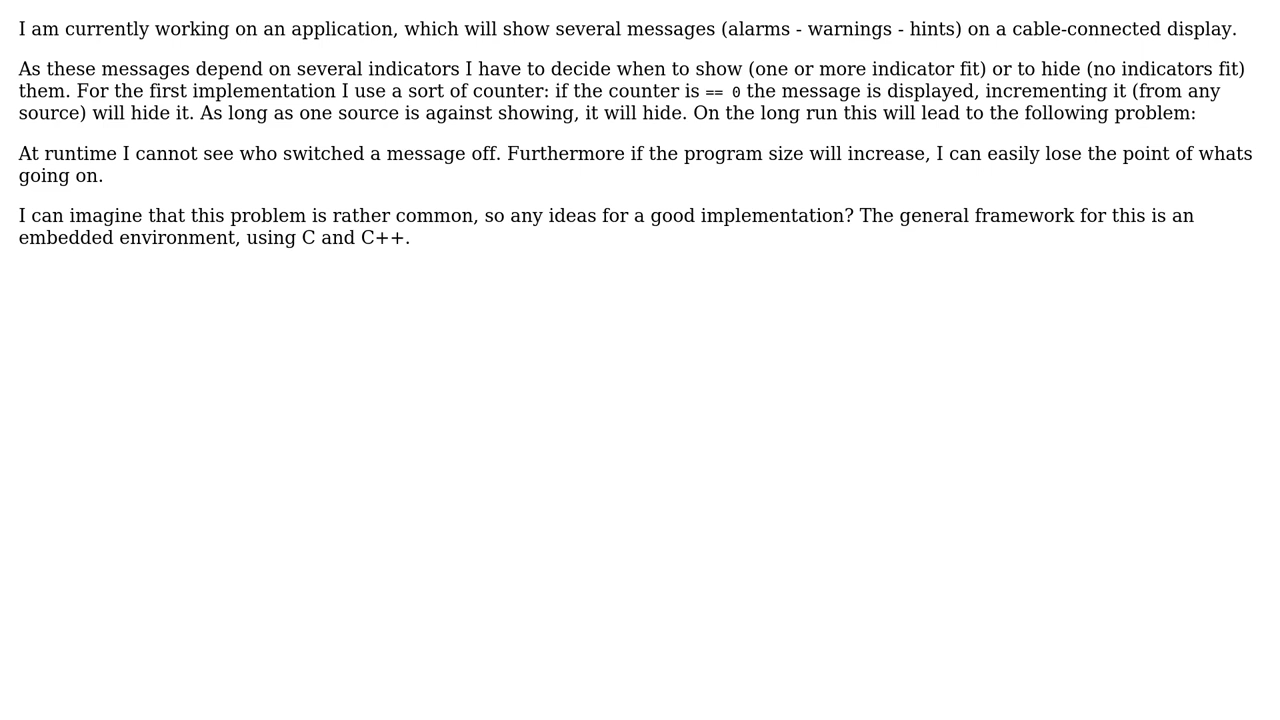 I am currently working on an application, which will show several messages (alarms - warnings - hints) on a cable-connected display.
As these messages depend on several indicators I have to decide when to show (one or more indicator fit) or to hide (no indicators fit)
them. For the first implementation I use a sort of counter: if the counter is == 0 the message is displayed, incrementing it (from any
source) will hide it. As long as one source is against showing, it will hide. On the long run this will lead to the following problem:
At runtime I cannot see who switched a message off. Furthermore if the program size will increase, I can easily lose the point of whats
going on.
I can imagine that this problem is rather common, so any ideas for a good implementation? The general framework for this is an
embedded environment, using C and C++.